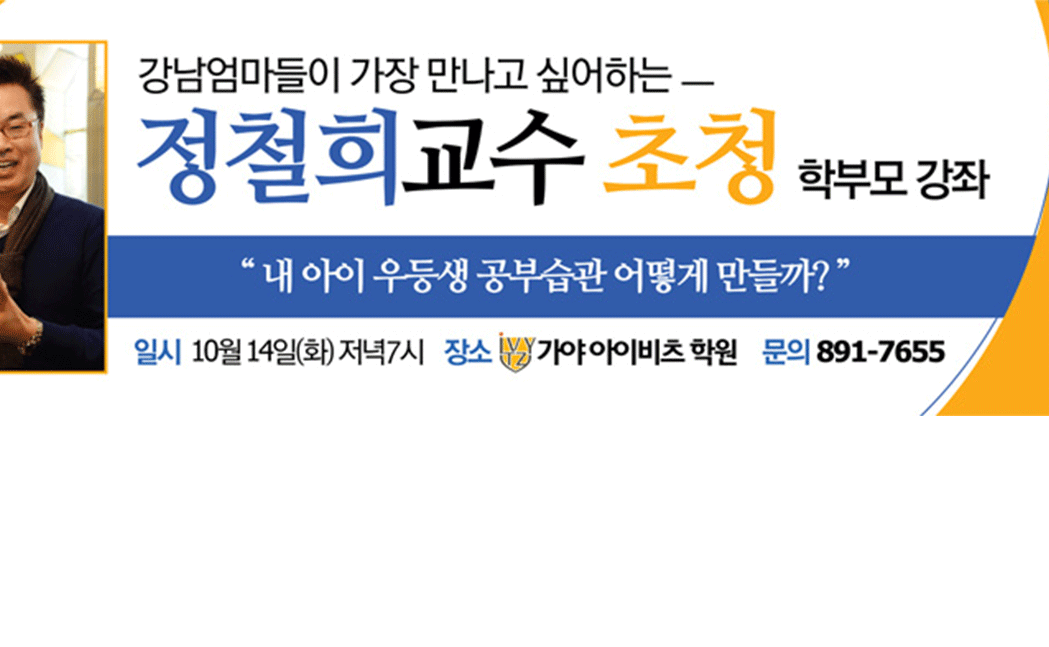 강남엄마들이 가장 만나고 싶어하는 —
정철희교수 초청 학부모 강좌
“ 내 아이 우등생 공부습관 어떻게 만들까? ”
일시 10월 14일(화) 저녁7시 장소 IVYTZ 가야 아이비츠 학원 문의 891-7655